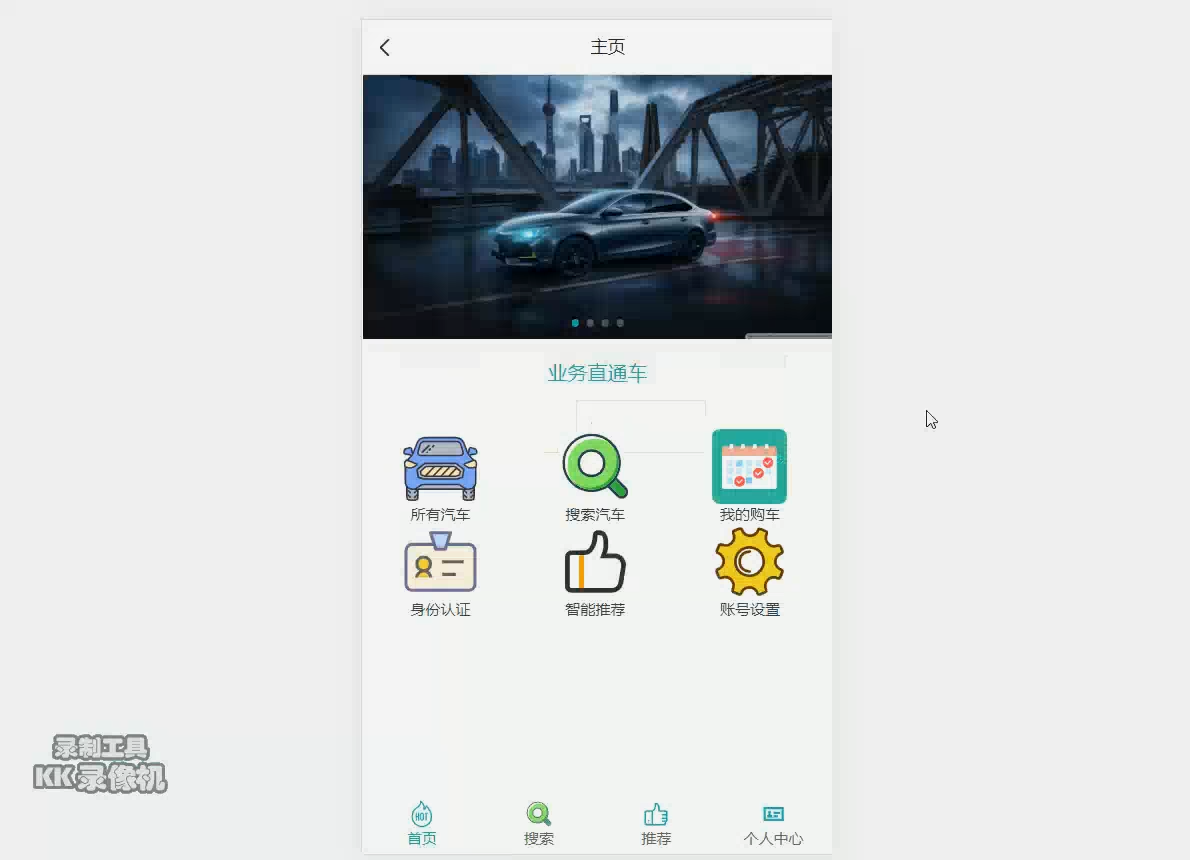 主页
业务直通车
所有汽车
搜索汽车
我的购车
身份认证
智能推荐
账号设置
录制工具
KK录像机
HOT
首页
搜索
推荐
个人中心